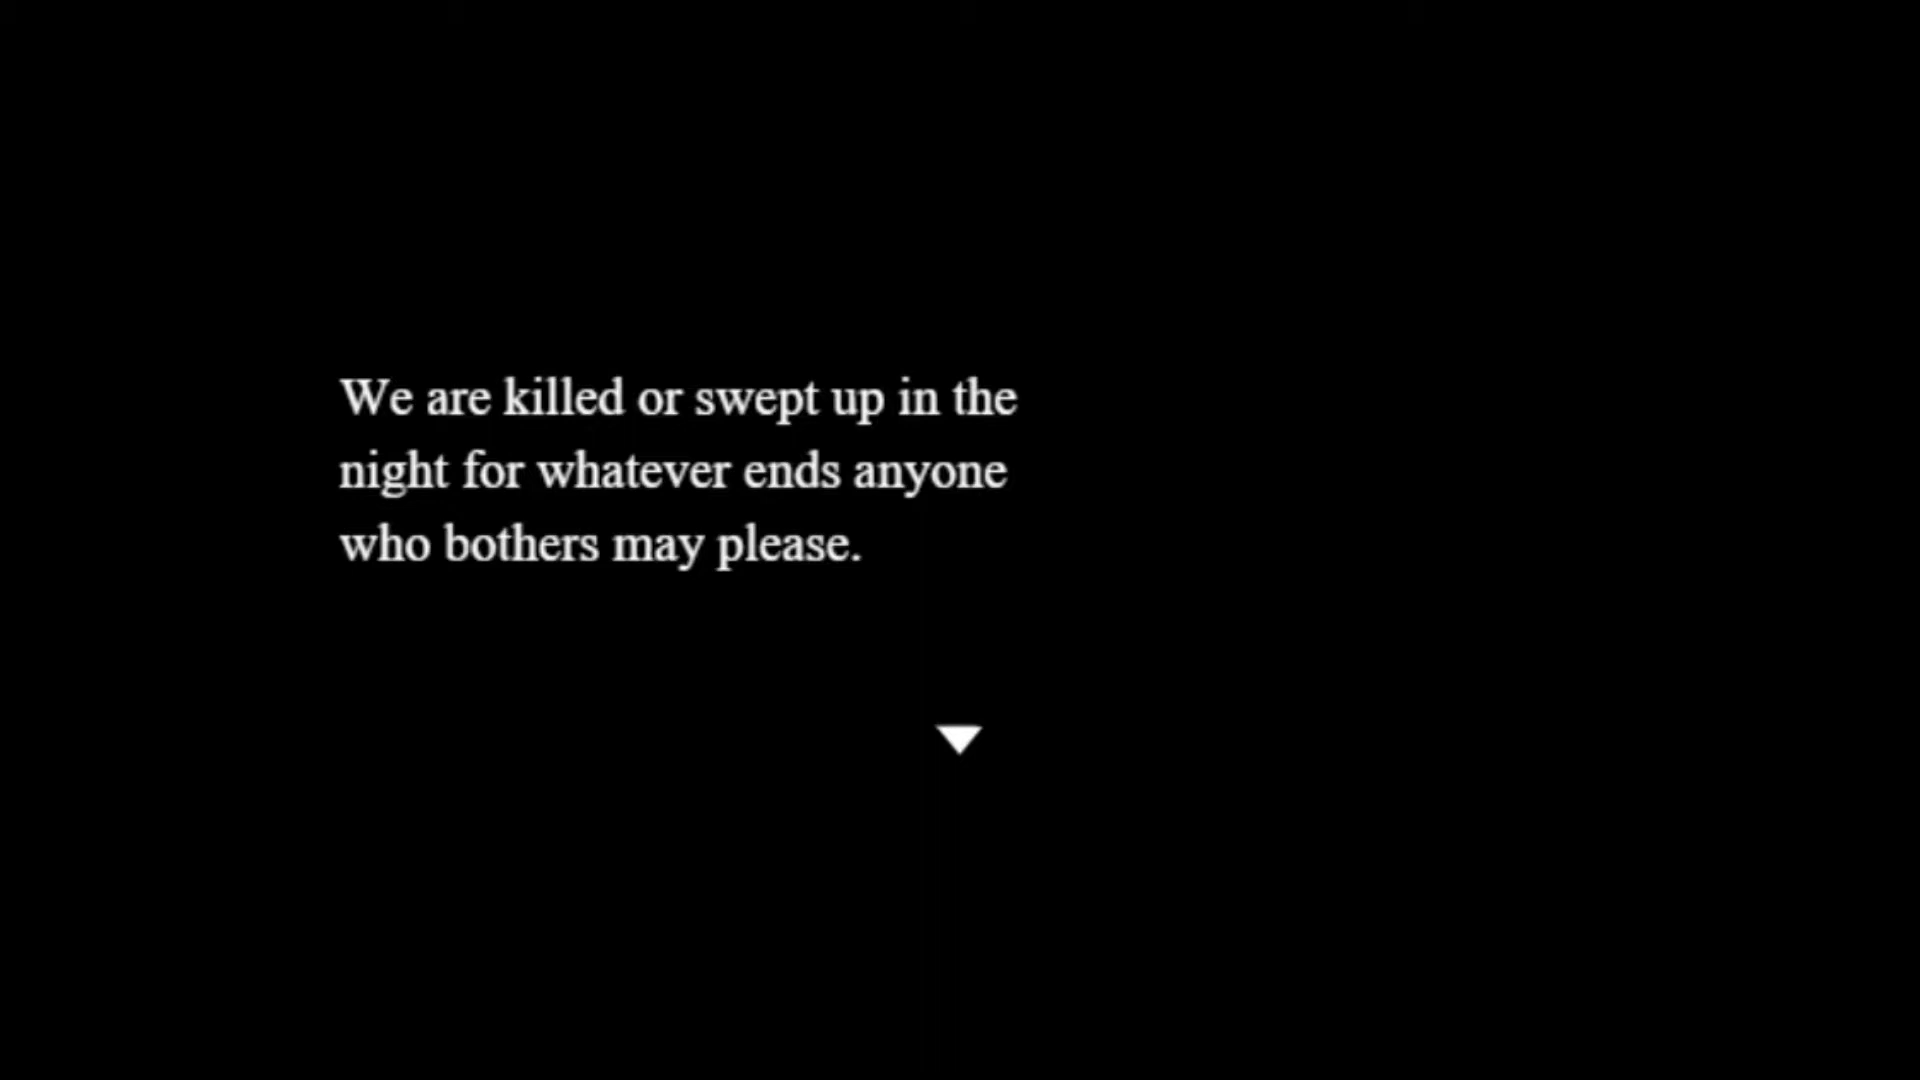 We are killed or swept up in the
night for whatever ends anyone
who bothers may please.